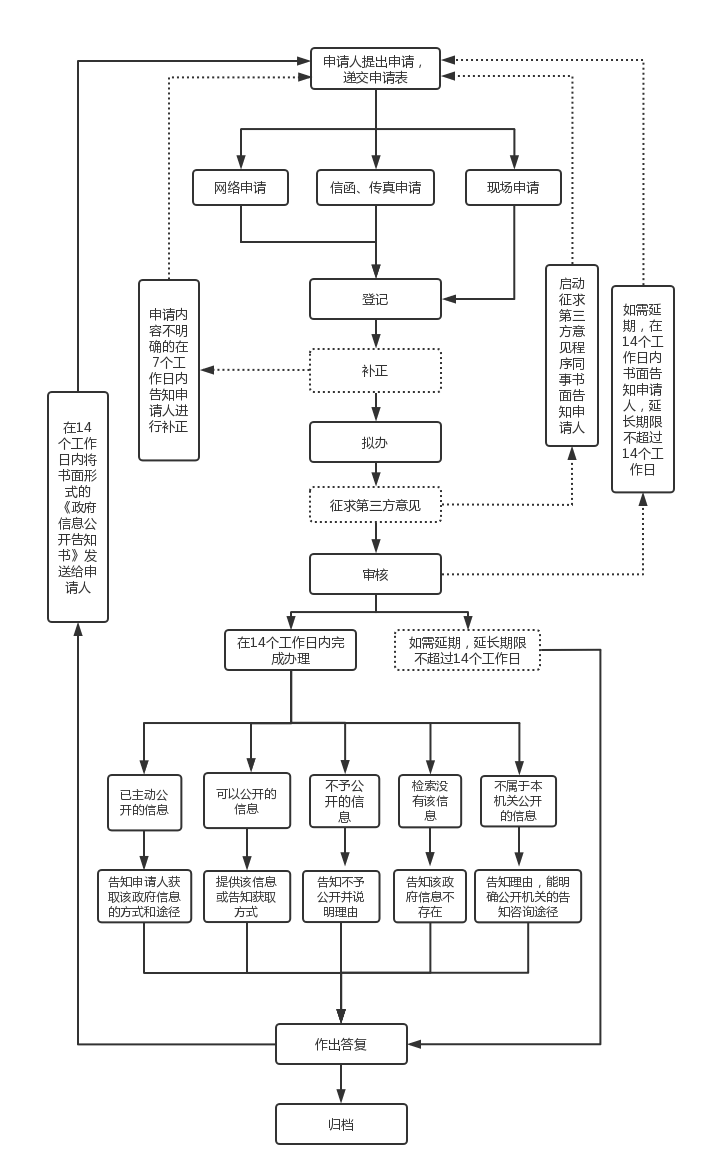 申请人提出申请，
递交申请表
网络申请
信函、传真申请
现场申请
登记
补正
申请内
容不明
确的在
7个工
作日内
告知申
请人进
行补正
拟办
征求第三方意见
启动
征求
第三
方意
见程
序同
事书
面告
知申
请人
审核
如需延
期，在
14个工
作日内
书面告
知申请
人，延
长期限
不超过
14个工
作日
在14
个工作
日内将
书面形
式的
《政府
信息公
开告知
书》发
送给申
请人
在14个工作日内完
成办理
如需延期，延长期限
不超过14个工作日
已主动公
开的信息
可以公开的
信息
不予公
开的信
息
检索没
有该信
息
不属于本
机关公开
的信息
告知申请人获
取该政府信息
的方式和途径
提供该信息
或告知获取
方式
告知不予
公开并说
明理由
告知该政
府信息不
存在
告知理由，能明
确公开机关的告
知咨询途径
作出答复
归档